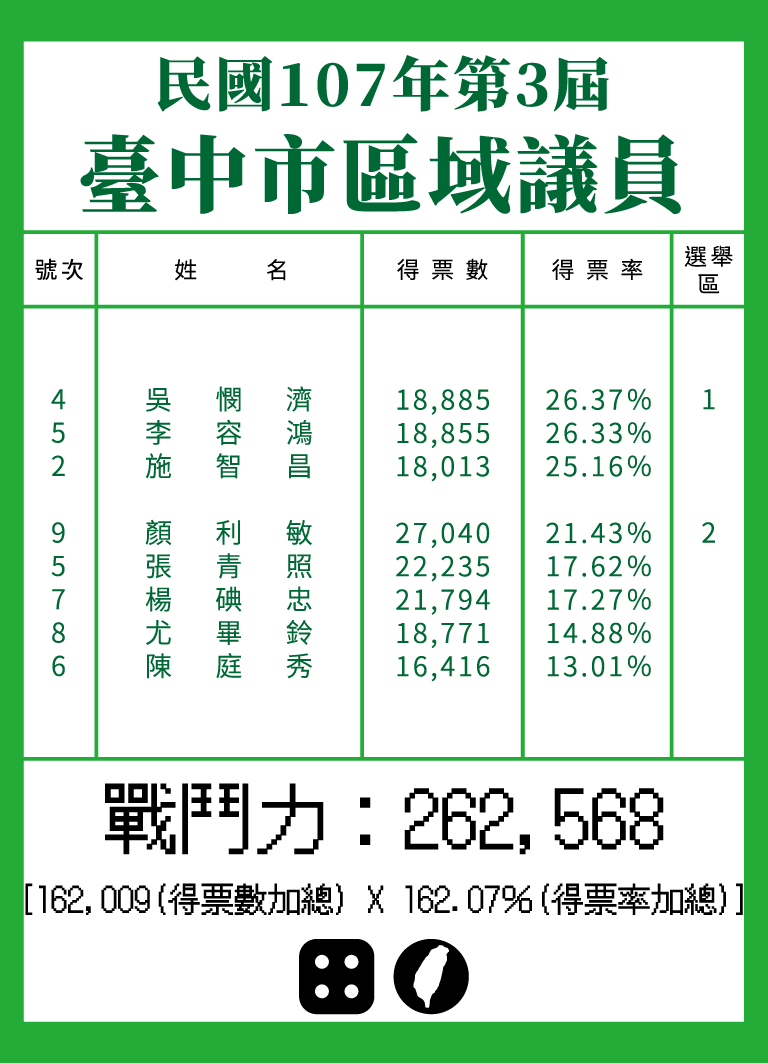 民國107年第3屆
臺中市區域議員
號次 姓名 得票數 得票率 選舉區
4 吳憫濟 18,885 26.37% 1
5 李容鴻 18,855 26.33%
2 施智昌 18,013 25.16%
9 顏利敏 27,040 21.43% 2
5 張青照 22,235 17.62%
7 楊碘忠 21,794 17.27%
8 尤畢鈴 18,771 14.88%
6 陳庭秀 16,416 13.01%
戰鬥力：262,568
[162,009(得票數加總) X 162.07%(得票率加總)]